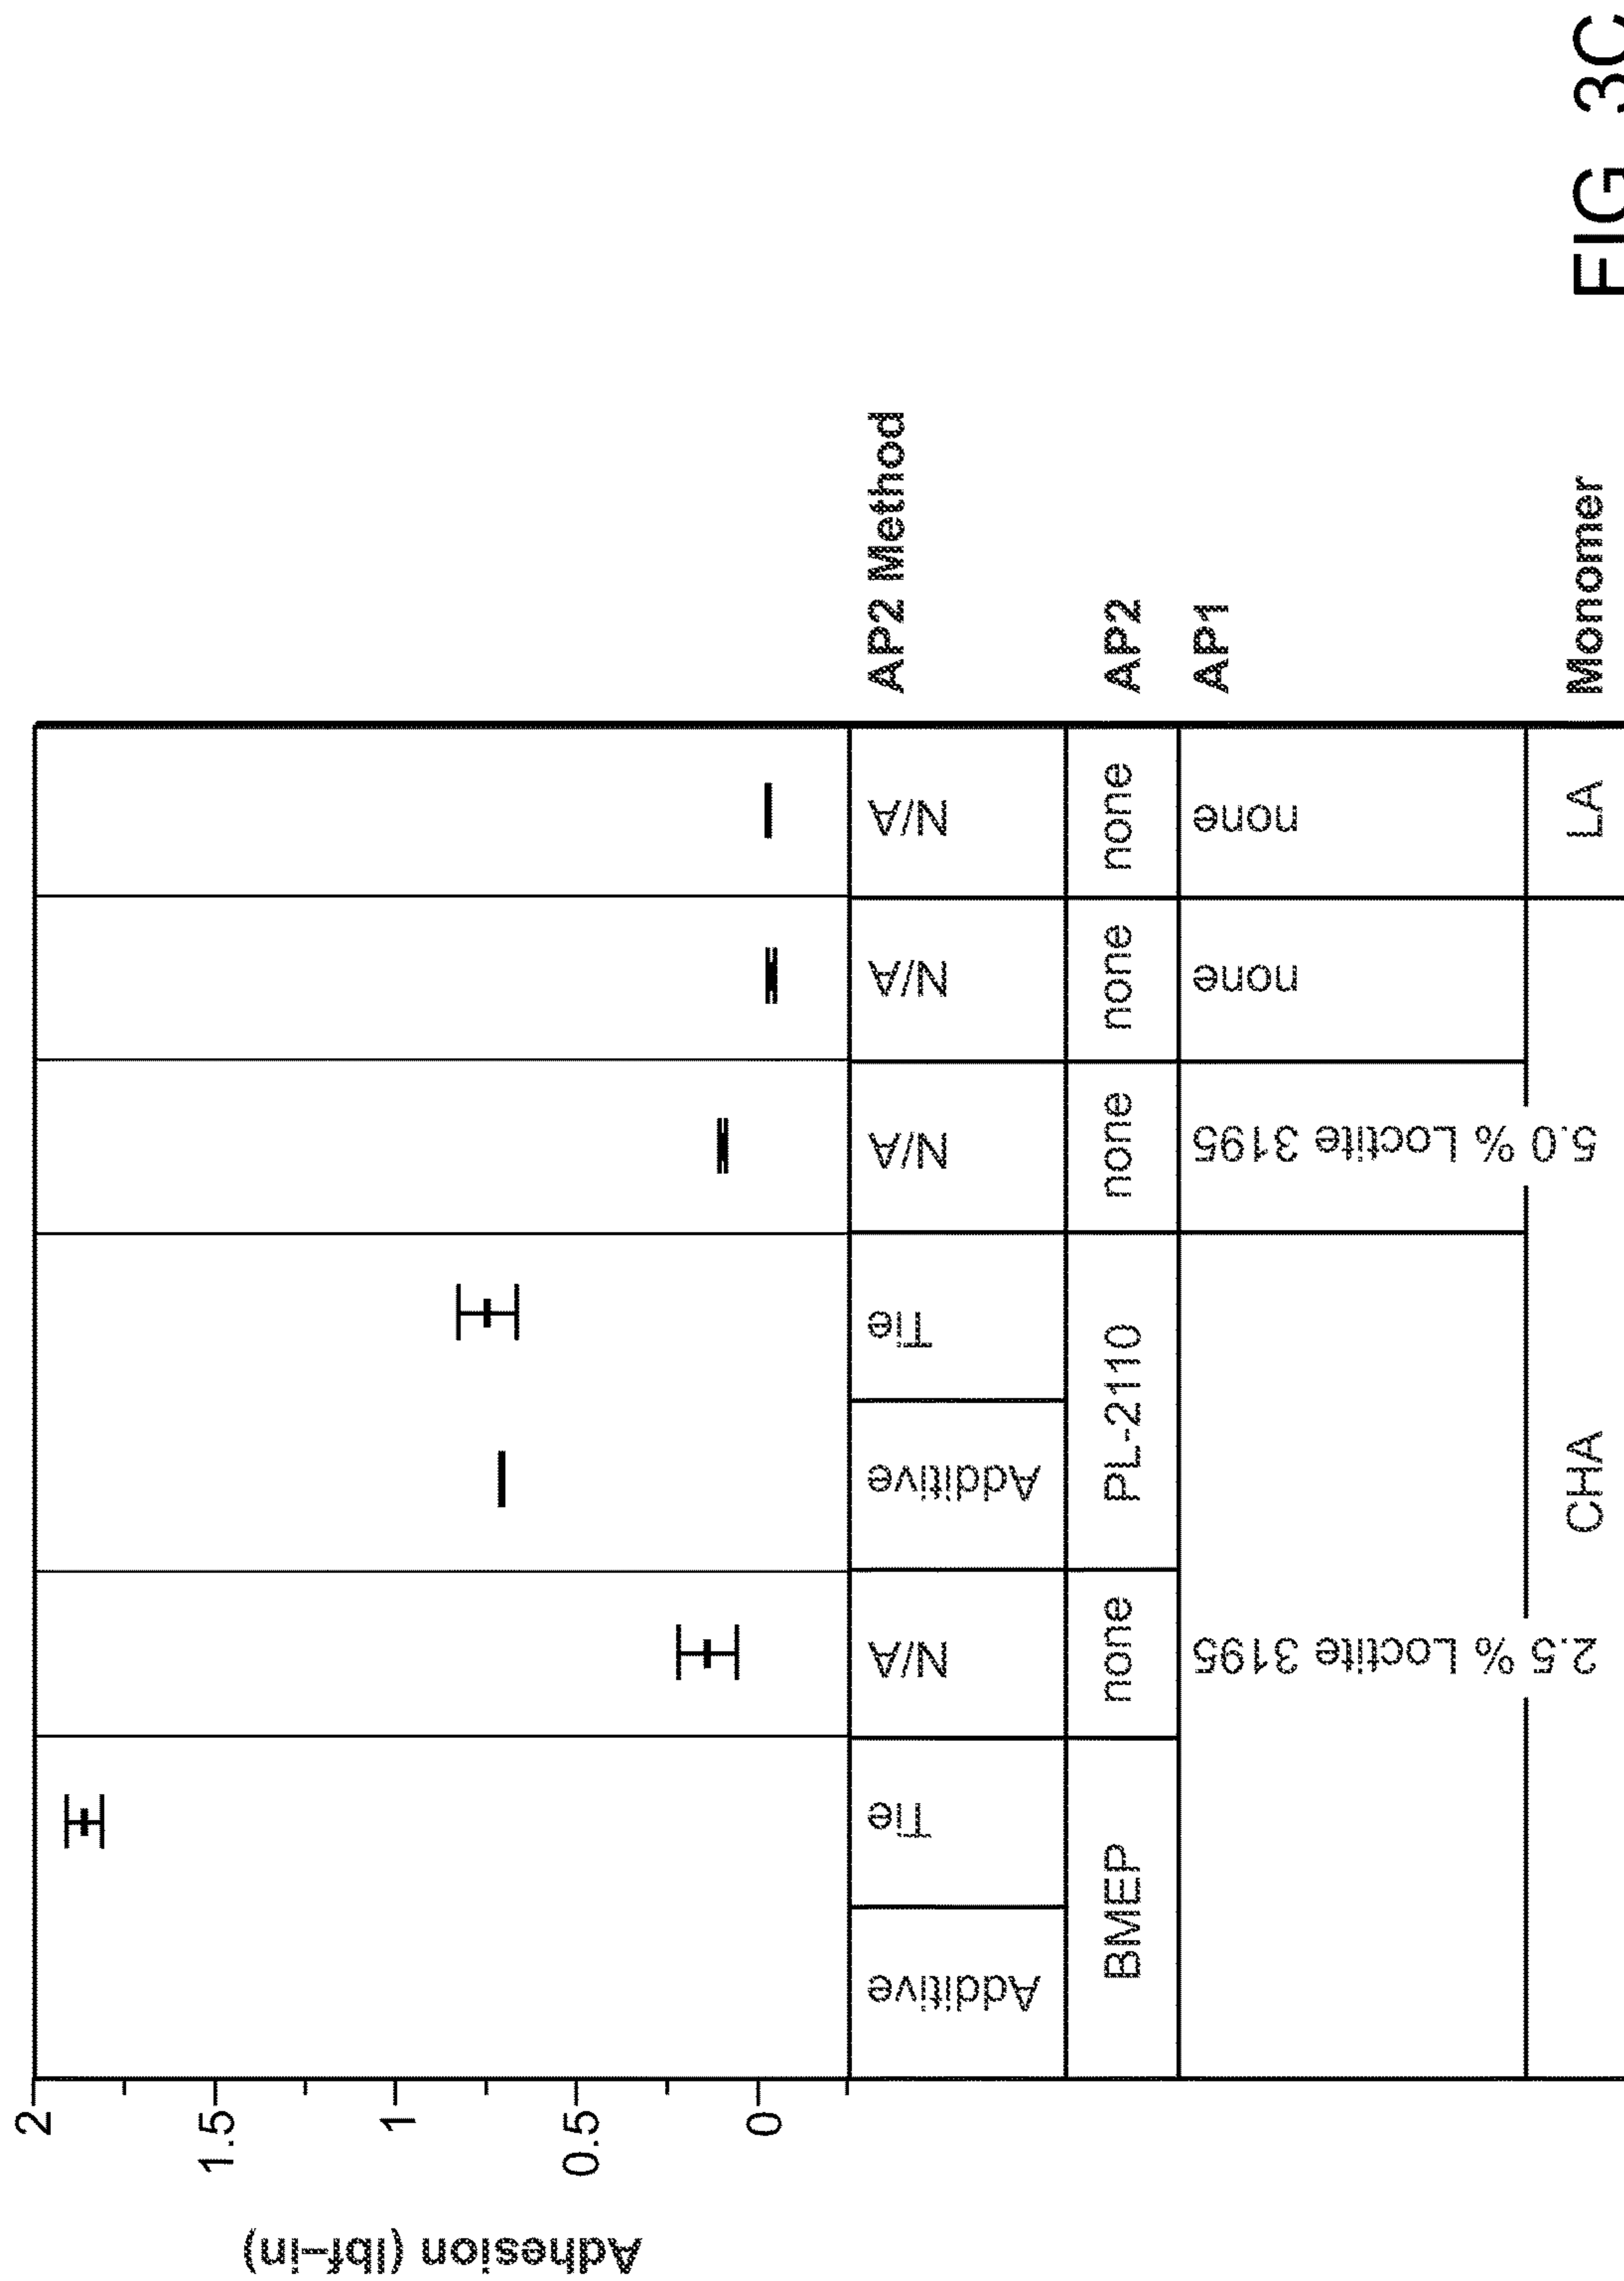 Adhesion (lbf-in)
2
1.5
1
0.5
0
Additive
Tie
N/A
Additive
Tie
N/A
N/A
N/A
AP2 Method
BMEP
none
PL-2110
none
none
none
AP2
2.5 % Loctite 3195
5.0 % Loctite 3195
none
none
AP1
CHA
LA
Monomer
FIG 3C